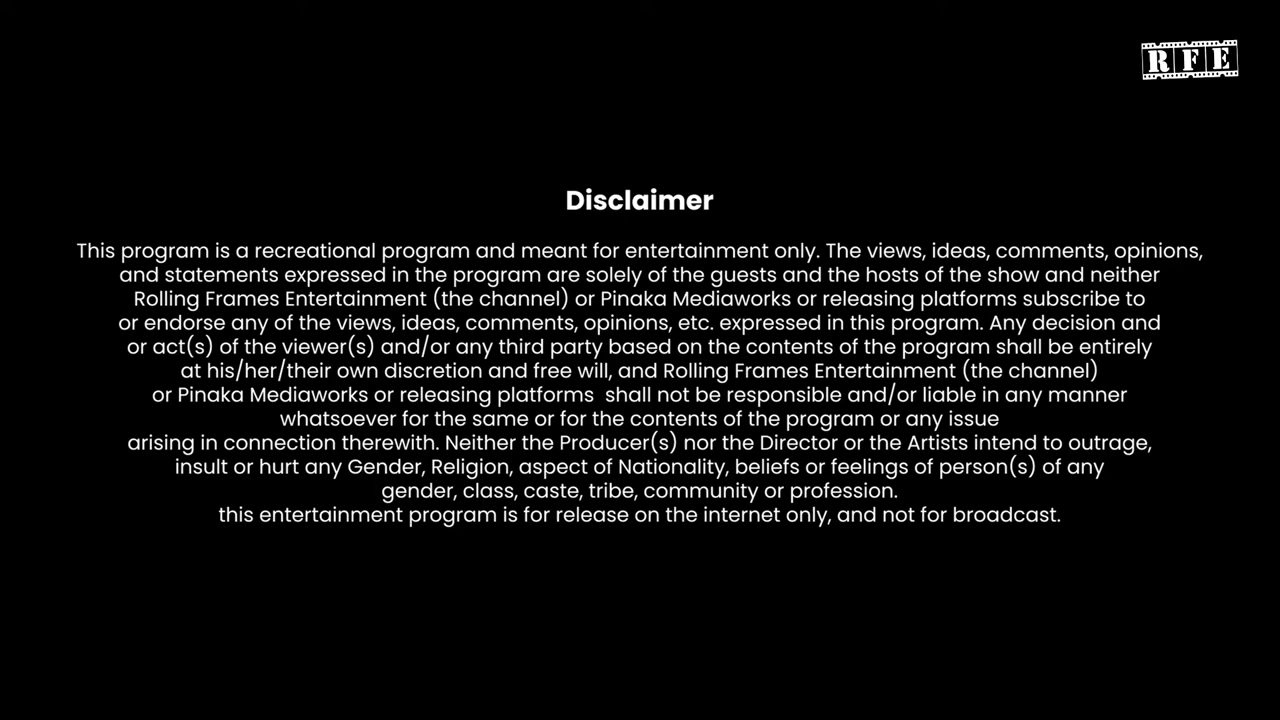 RFE
Disclaimer
This program is a recreational program and meant for entertainment only. The views, ideas, comments, opinions,
and statements expressed in the program are solely of the guests and the hosts of the show and neither
Rolling Frames Entertainment (the channel) or Pinaka Mediaworks or releasing platforms subscribe to
or endorse any of the views, ideas, comments, opinions, etc. expressed in this program. Any decision and
or act(s) of the viewer(s) and/or any third party based on the contents of the program shall be entirely
at his/her/their own discretion and free will, and Rolling Frames Entertainment (the channel)
or Pinaka Mediaworks or releasing platforms  shall not be responsible and/or liable in any manner
whatsoever for the same or for the contents of the program or any issue
arising in connection therewith. Neither the Producer(s) nor the Director or the Artists intend to outrage,
insult or hurt any Gender, Religion, aspect of Nationality, beliefs or feelings of person(s) of any
gender, class, caste, tribe, community or profession.
this entertainment program is for release on the internet only, and not for broadcast.